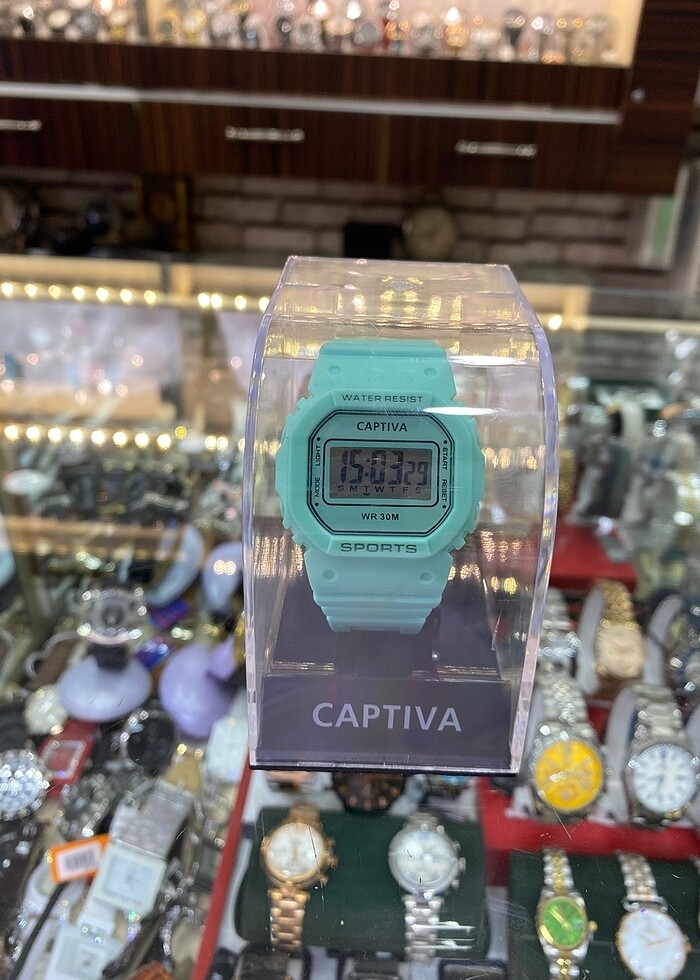 WATER RESIST
CAPTIVA
LIGHT
MODE
START
RESET
15:03 29
S M T W T F S
WR 30M
SPORTS
CAPTIVA